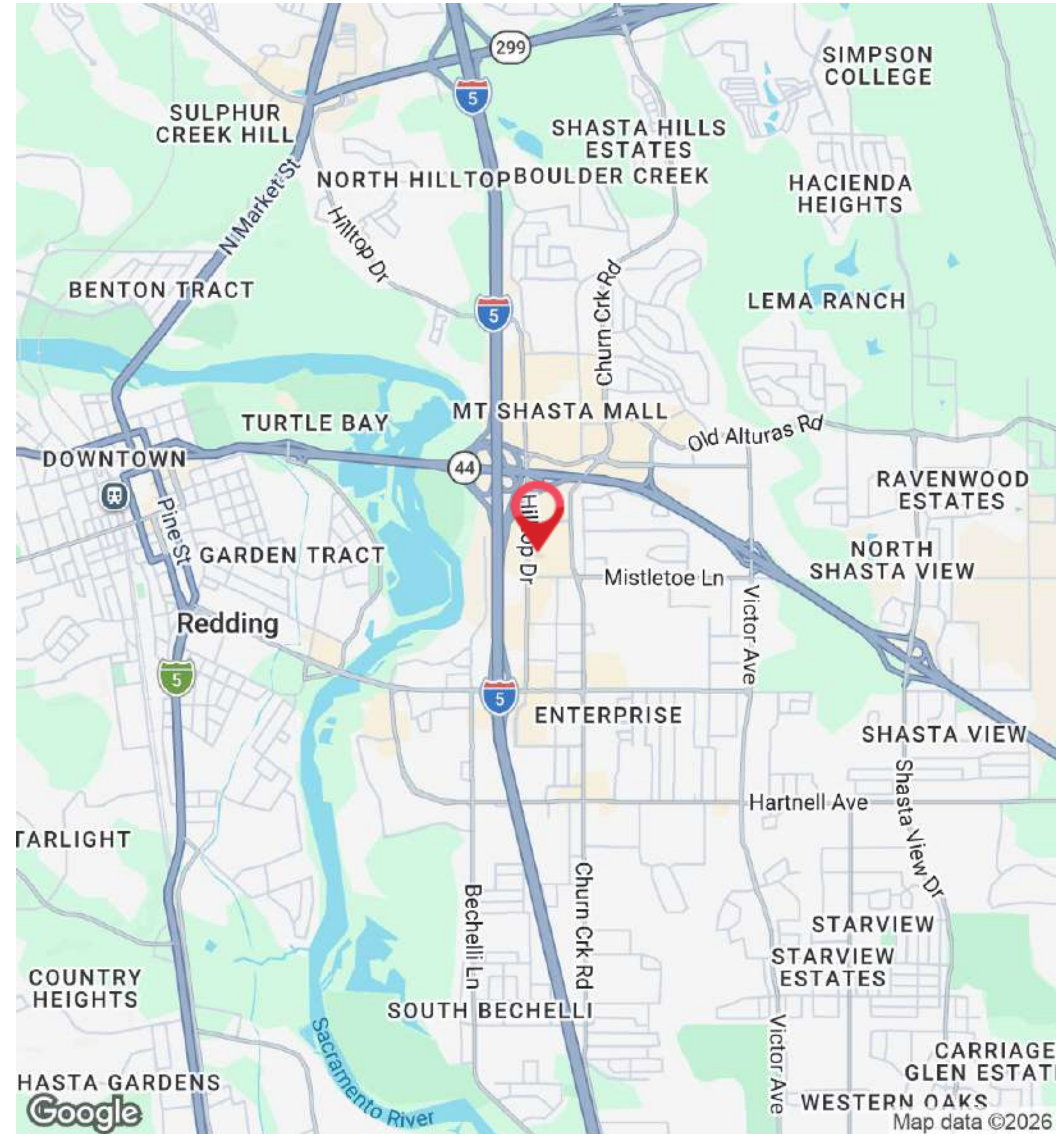 299
SIMPSON
COLLEGE
5
SULPHUR
CREEK HILL
SHASTA HILLS
ESTATES
N Market St
NORTH HILLTOP
BOULDER CREEK
HACIENDA
HEIGHTS
Hilltop Dr
Churn Crk Rd
BENTON TRACT
LEMA RANCH
5
MT SHASTA MALL
TURTLE BAY
Old Alturas Rd
DOWNTOWN
44
RAVENWOOD
ESTATES
Pine St
Hilltop Dr
GARDEN TRACT
NORTH
SHASTA VIEW
Mistletoe Ln
Redding
Victor Ave
5
5
ENTERPRISE
SHASTA VIEW
Hartnell Ave
Shasta View Dr
TARLIGHT
Bechelli Ln
Churn Crk Rd
STARVIEW
STARVIEW
ESTATES
COUNTRY
HEIGHTS
SOUTH BECHELLI
Sacramento River
Victor Ave
CARRIAGE
GLEN ESTAT
HASTA GARDENS
WESTERN OAKS
Google
Map data ©2026